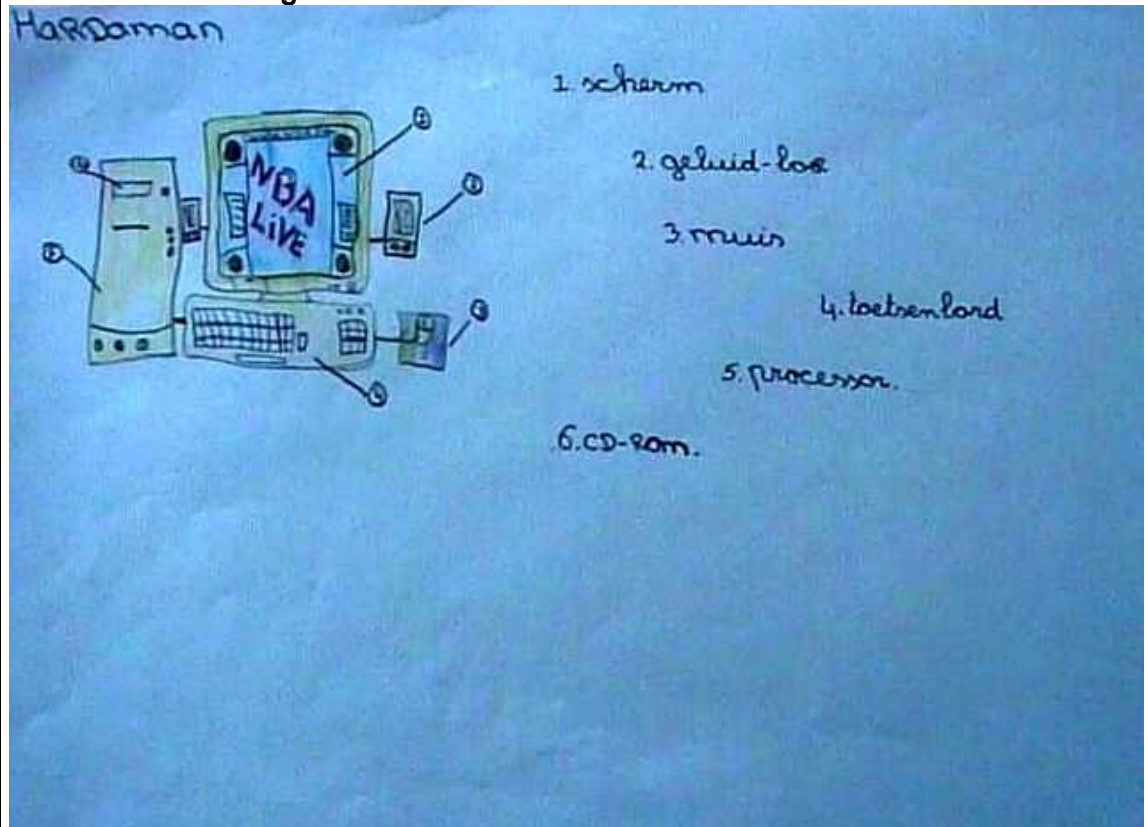 HaRDaman
1. scherm
2. geluid-box
3. muis
4. toetsenbord
5. processor.
6. CD-Rom.
NBA
LiVE